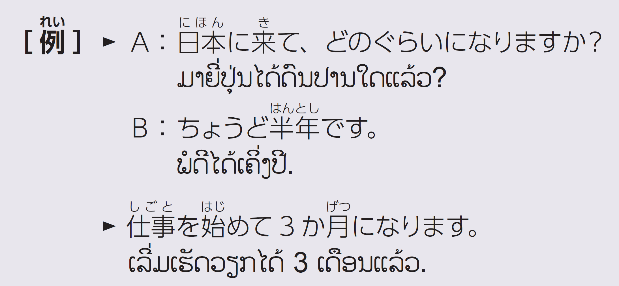 れい
[例] ► A：日本に来て、どのぐらいになりますか？
にほん き
ມາຍີ່ປຸ່ນໄດ້ດົນປານໃດແລ້ວ?
はんとし
B：ちょうど半年です。
ພໍດີໄດ້ເຄິ່ງປີ.
しごと はじ げつ
► 仕事を始めて３か月になります。
ເລີ່ມເຮັດວຽກໄດ້ 3 ເດືອນແລ້ວ.